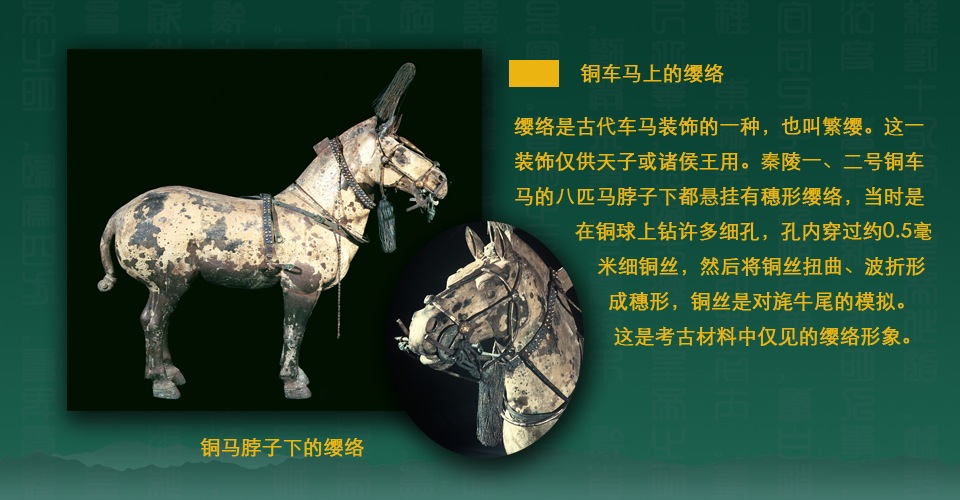 铜车马上的缨络
缨络是古代车马装饰的一种，也叫繁缨。这一
装饰仅供天子或诸侯王用。秦陵一、二号铜车
马的八匹马脖子下都悬挂有穗形缨络，当时是
在铜球上钻许多细孔，孔内穿过约0.5毫
米细铜丝，然后将铜丝扭曲、波折形
成穗形，铜丝是对旄牛尾的模拟。
这是考古材料中仅见的缨络形象。
铜马脖子下的缨络